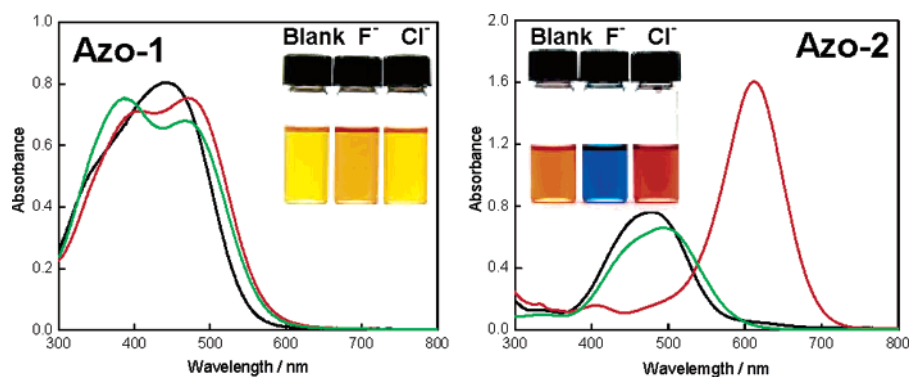 Azo-1
Blank F⁻ Cl⁻
1.0
0.8
0.6
0.4
0.2
0.0
Absorbance
300 400 500 600 700 800
Wavelength / nm
Azo-2
Blank F⁻ Cl⁻
2.0
1.6
1.2
0.8
0.4
0.0
Absorbance
300 400 500 600 700 800
Wavelemgth / nm